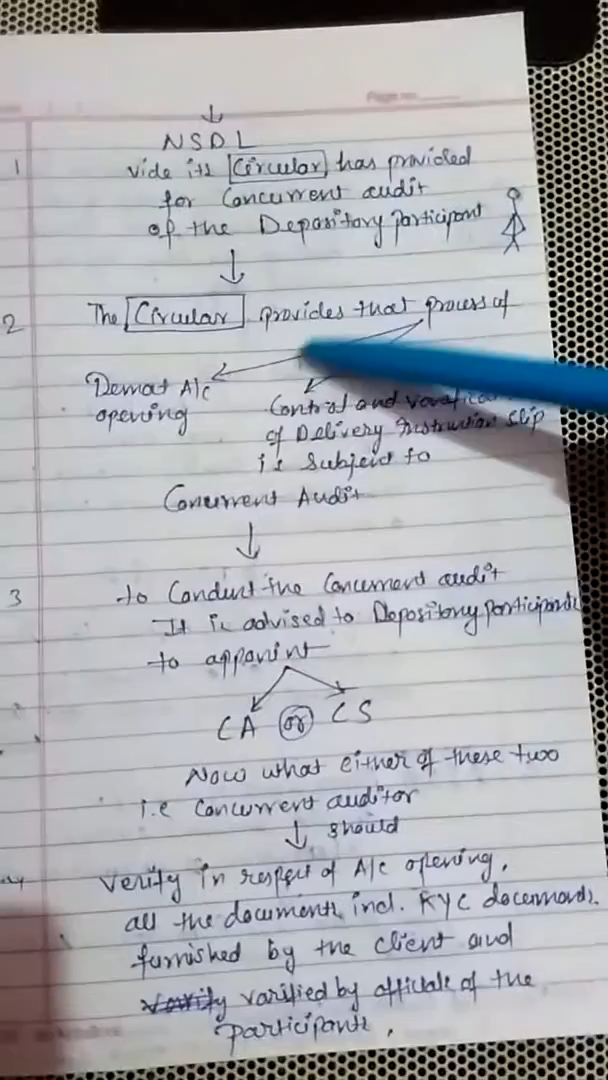 Page no.
NSDL
1 vide its Circular has provided
for Concurrent audit
of the Depository participant
2 The Circular provides that process of
Demat A/c
opening
Control and
of Delivery Instruction slip
is subject to
Concurrent Audit
3 to Conduct the Concurrent audit
It is advised to Depository participants
to appoint
CA or CS
Now what either of these two
i.e Concurrent auditor
should
Verify in respect of A/c opening,
all the documents, incl. KYC documents.
furnished by the client and
varified by officials of the
participants.